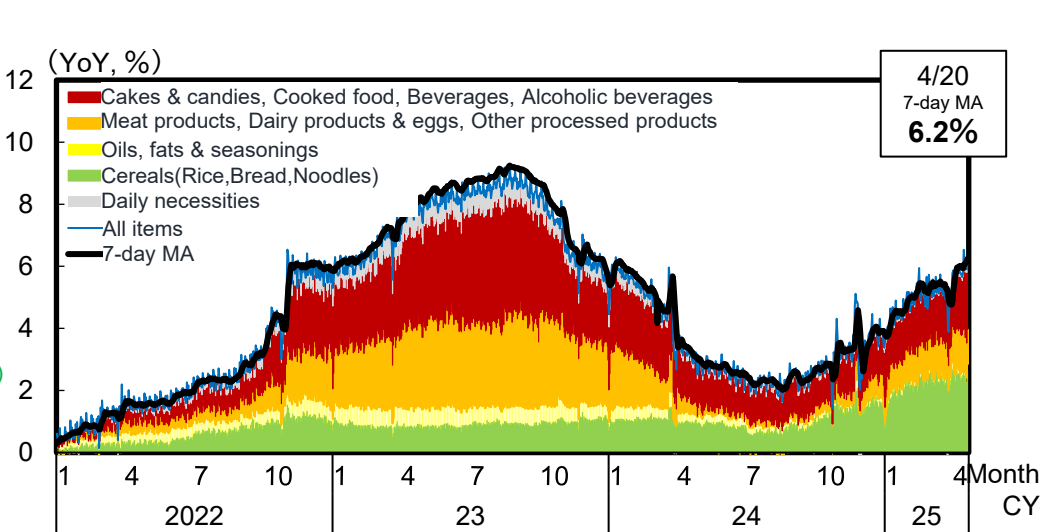 (YoY, %)
4/20
7-day MA
6.2%
12
10
8
6
4
2
0
Cakes & candies, Cooked food, Beverages, Alcoholic beverages
Meat products, Dairy products & eggs, Other processed products
Oils, fats & seasonings
Cereals(Rice,Bread,Noodles)
Daily necessities
All items
7-day MA
1 4 7 10 1 4 7 10 1 4 7 10 1 4 Month
2022 23 24 25 CY